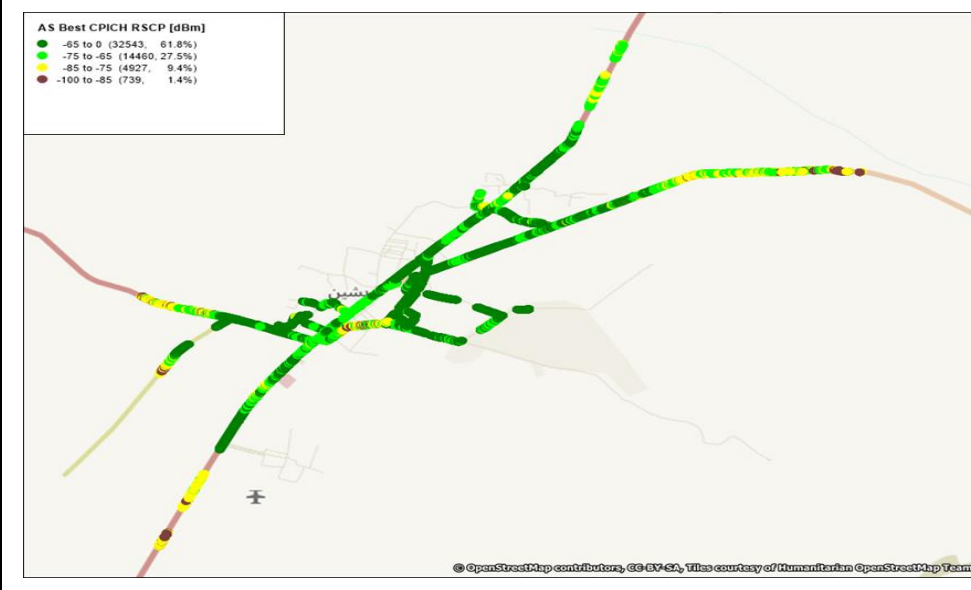 AS Best CPICH RSCP [dBm]
-65 to 0 (32543, 61.8%)
-75 to -65 (14460, 27.5%)
-85 to -75 (4927, 9.4%)
-100 to -85 (739, 1.4%)
© OpenStreetMap contributors, CC-BY-SA, Tiles courtesy of Humanitarian OpenStreetMap Team